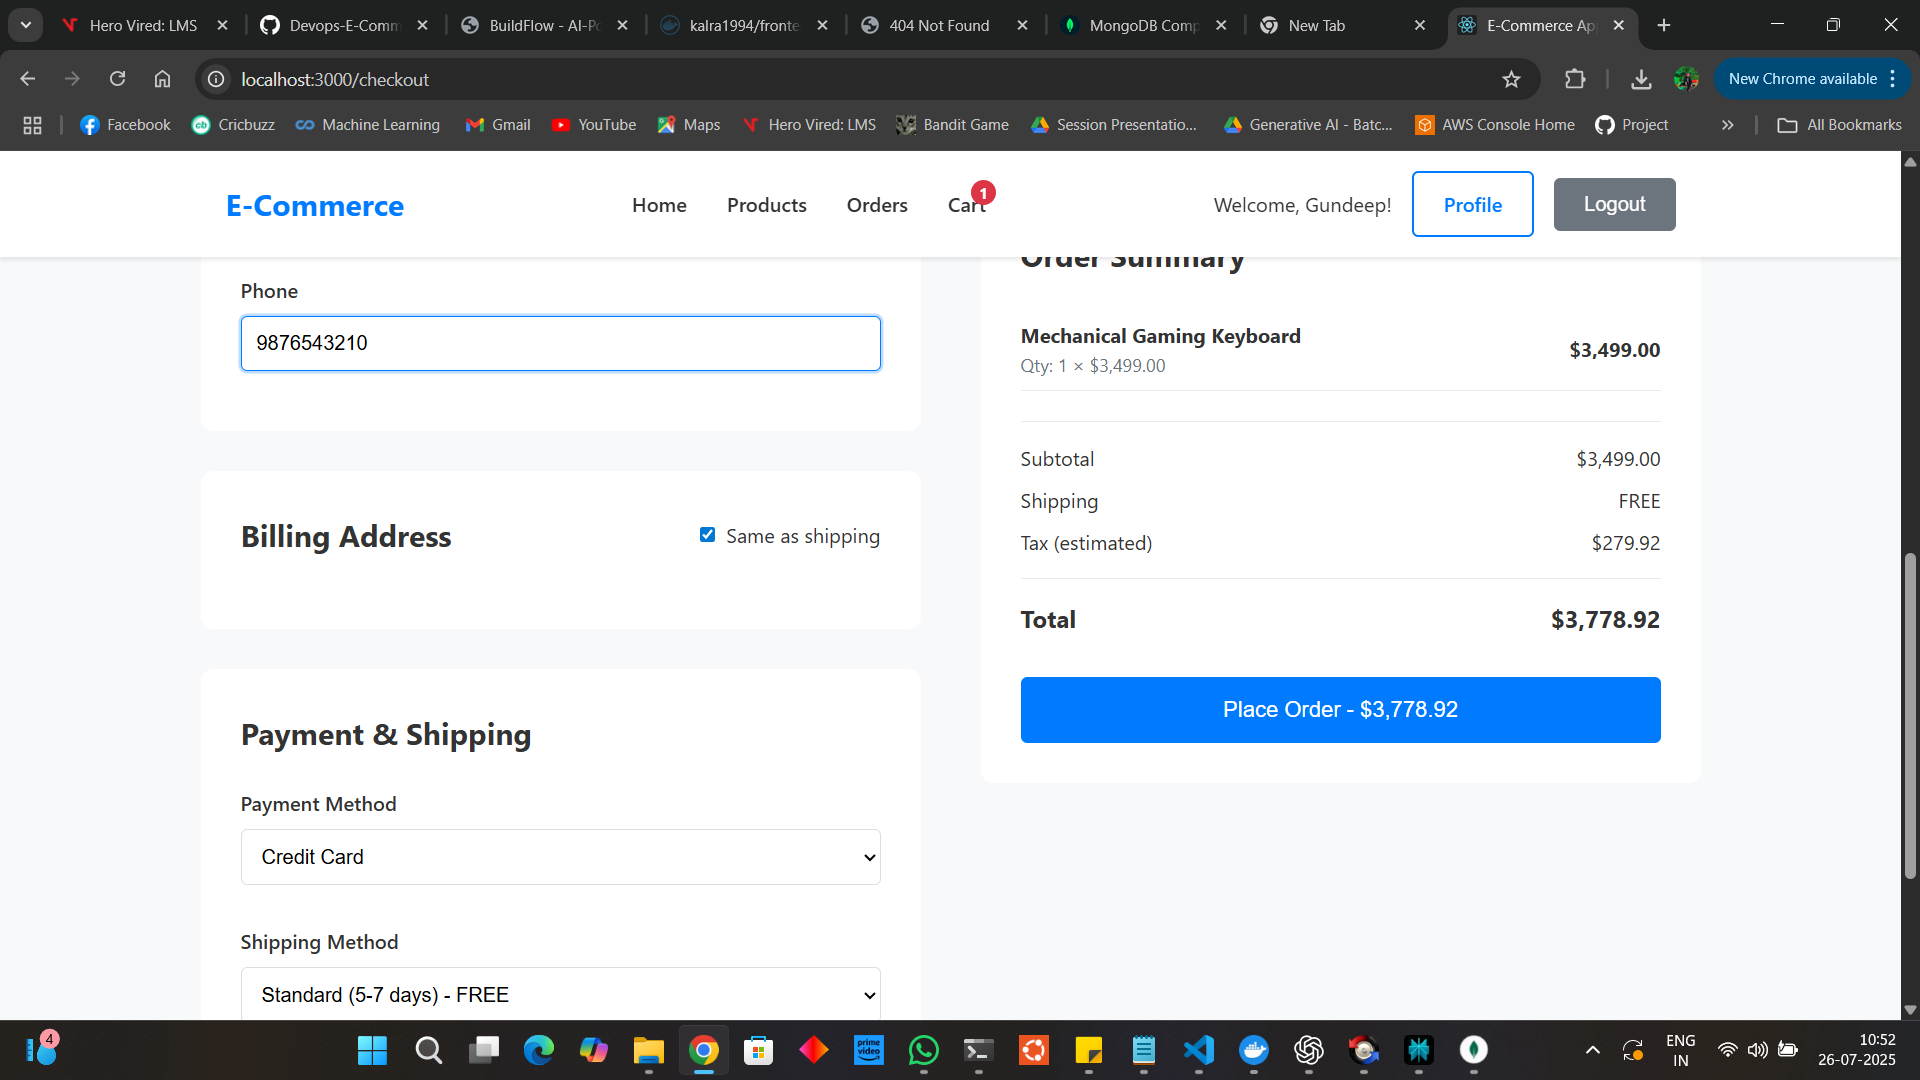 Hero Vired: LMS
Devops-E-Comm
BuildFlow - AI-Po
kalra1994/fronte
404 Not Found
MongoDB Comp
New Tab
E-Commerce Ap
localhost:3000/checkout
New Chrome available
Facebook
Cricbuzz
Machine Learning
Gmail
YouTube
Maps
Hero Vired: LMS
Bandit Game
Session Presentatio...
Generative AI - Batc...
AWS Console Home
Project
»
All Bookmarks
E-Commerce
Home
Products
Orders
Cart
1
Welcome, Gundeep!
Profile
Logout
Phone
9876543210
Billing Address
Same as shipping
Payment & Shipping
Payment Method
Credit Card
Shipping Method
Standard (5-7 days) - FREE
Order Summary
Mechanical Gaming Keyboard
Qty: 1 × $3,499.00
$3,499.00
Subtotal
$3,499.00
Shipping
FREE
Tax (estimated)
$279.92
Total
$3,778.92
Place Order - $3,778.92
4
prime video
ENG
IN
10:52
26-07-2025